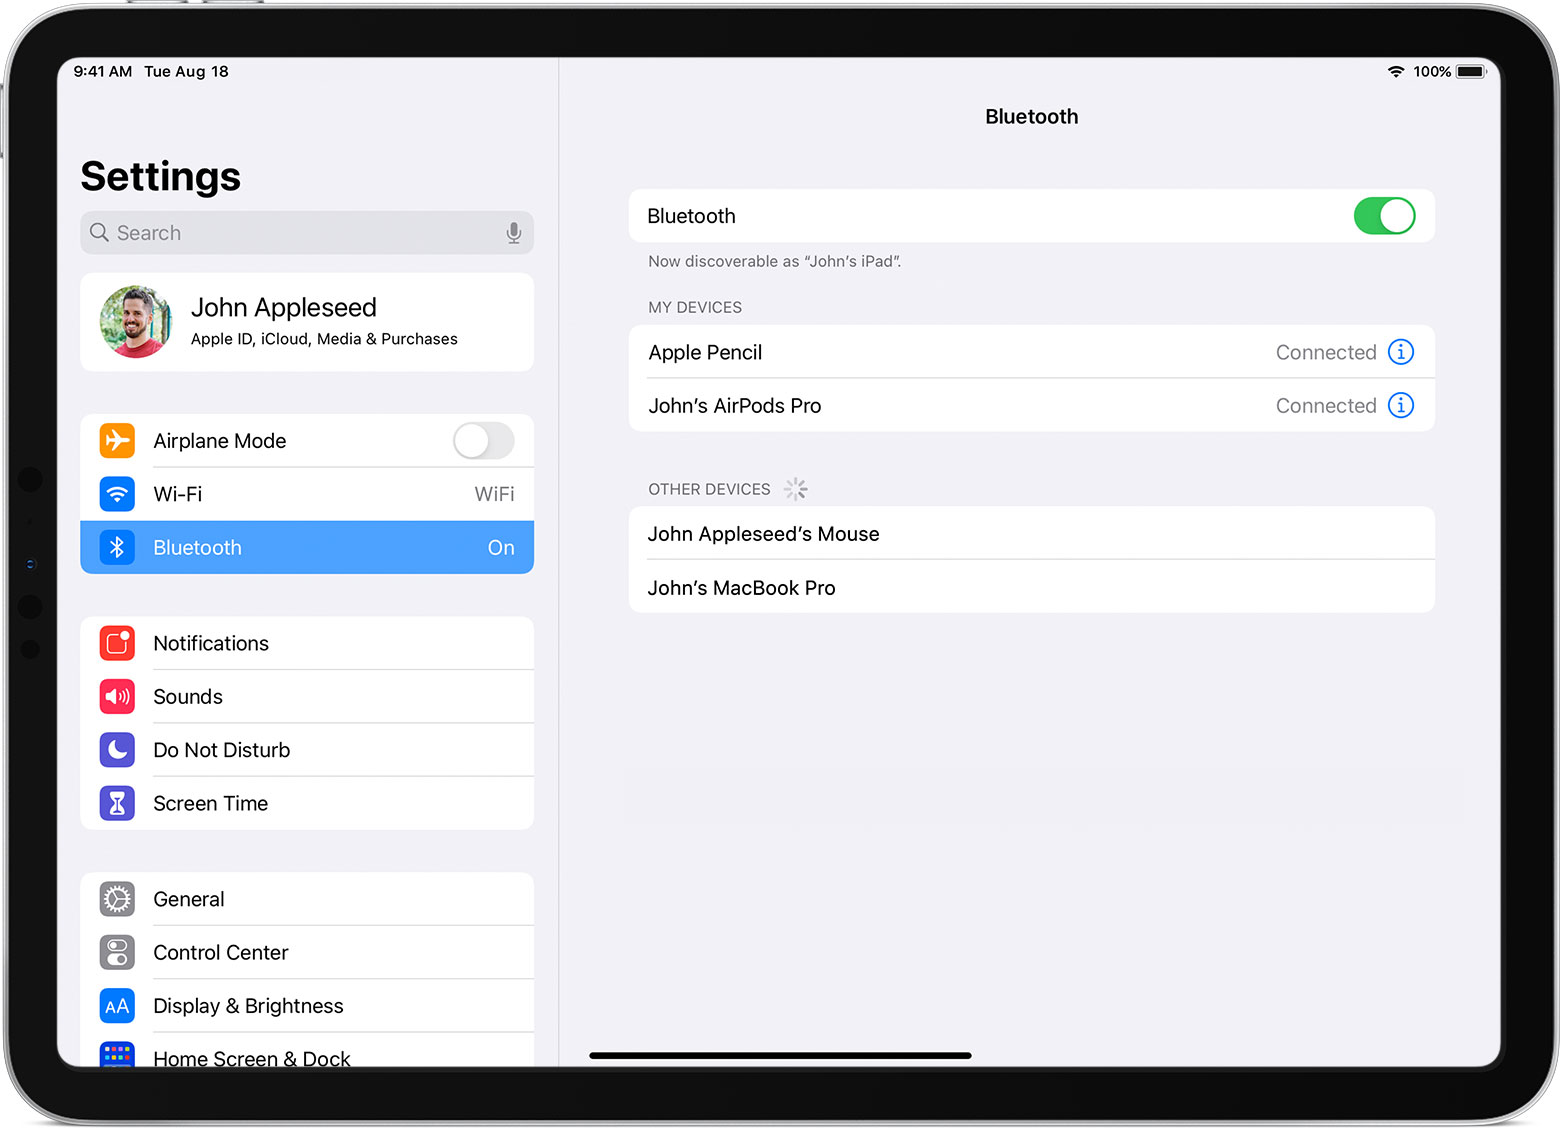 9:41 AM Tue Aug 18
100%
Settings
Search
John Appleseed
Apple ID, iCloud, Media & Purchases
Airplane Mode
Wi-Fi WiFi
Bluetooth On
Notifications
Sounds
Do Not Disturb
Screen Time
General
Control Center
AA Display & Brightness
Home Screen & Dock
Bluetooth
Bluetooth
Now discoverable as “John’s iPad”.
MY DEVICES
Apple Pencil Connected i
John’s AirPods Pro Connected i
OTHER DEVICES
John Appleseed’s Mouse
John’s MacBook Pro